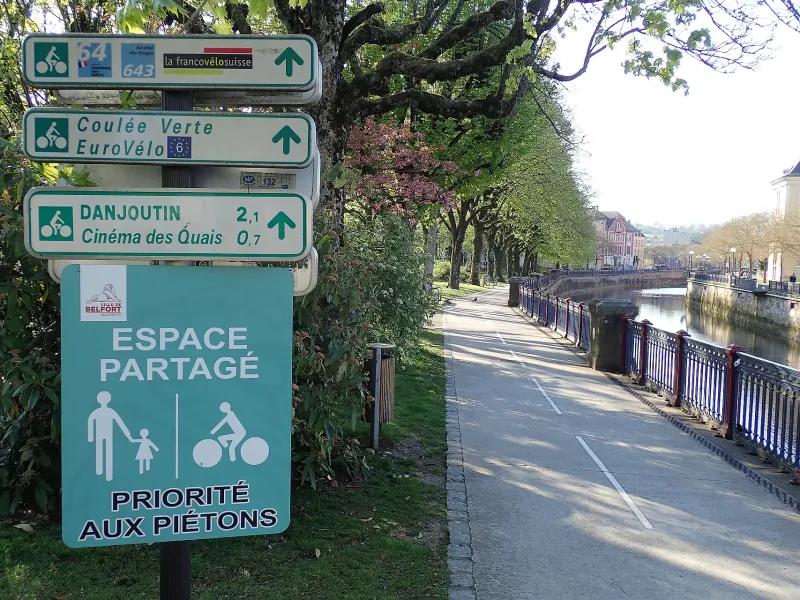 64
643
la francovélosuisse
Coulée Verte
EuroVélo 6
132
DANJOUTIN 2,1
Cinéma des Quais 0,7
VILLE DE
BELFORT
ESPACE
PARTAGÉ
PRIORITÉ
AUX PIÉTONS